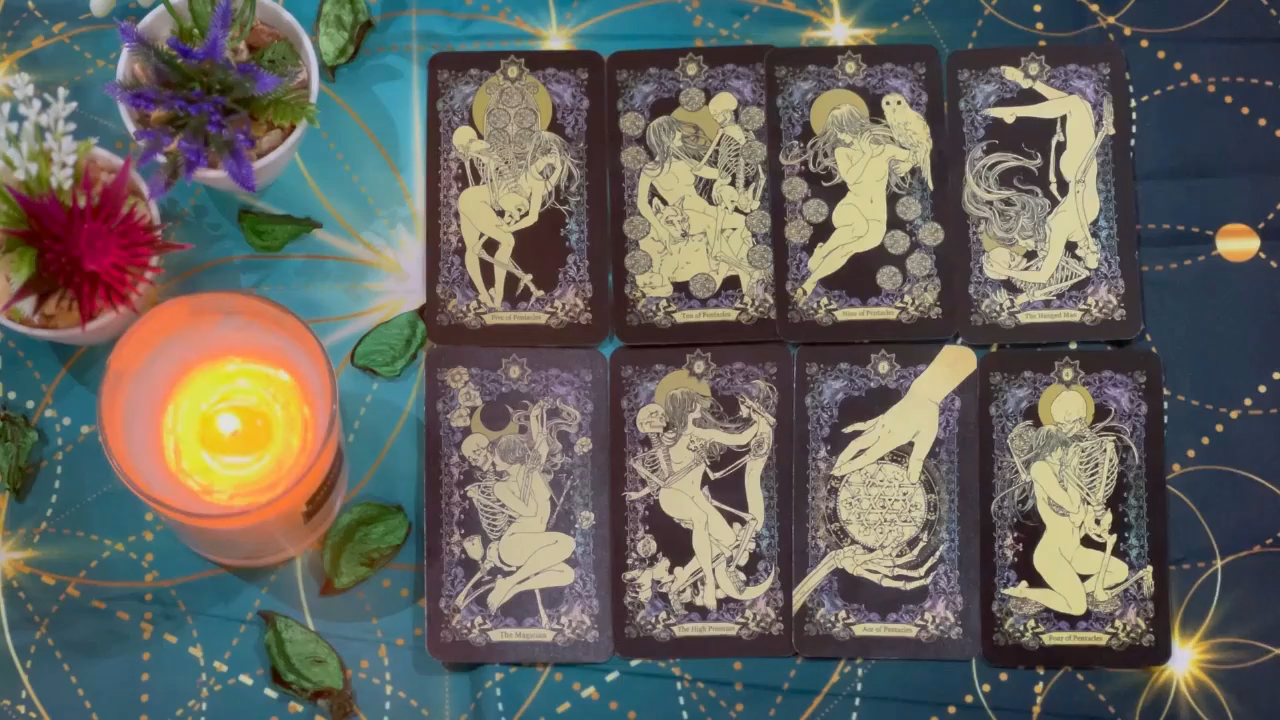 Five of Pentacles
Ten of Pentacles
Nine of Pentacles
The Hanged Man
The Magician
The High Priestess
Ace of Pentacles
Four of Pentacles